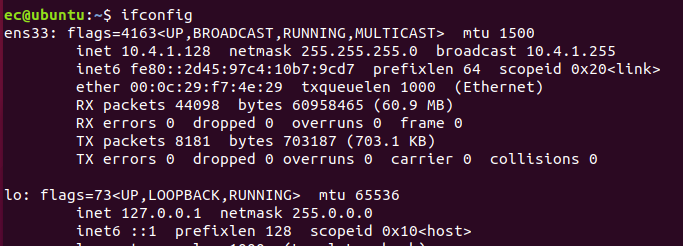 ec@ubuntu:~$ ifconfig
ens33: flags=4163<UP,BROADCAST,RUNNING,MULTICAST>  mtu 1500
        inet 10.4.1.128  netmask 255.255.255.0  broadcast 10.4.1.255
        inet6 fe80::2d45:97c4:10b7:9cd7  prefixlen 64  scopeid 0x20<link>
        ether 00:0c:29:f7:4e:29  txqueuelen 1000  (Ethernet)
        RX packets 44098  bytes 60958465 (60.9 MB)
        RX errors 0  dropped 0  overruns 0  frame 0
        TX packets 8181  bytes 703187 (703.1 KB)
        TX errors 0  dropped 0 overruns 0  carrier 0  collisions 0
lo: flags=73<UP,LOOPBACK,RUNNING>  mtu 65536
        inet 127.0.0.1  netmask 255.0.0.0
        inet6 ::1  prefixlen 128  scopeid 0x10<host>